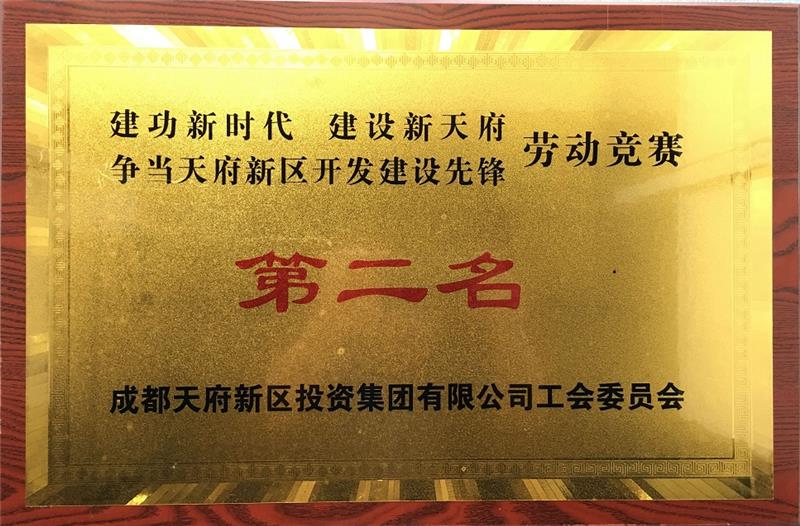 建功新时代 建设新天府
争当天府新区开发建设先锋 劳动竞赛
第二名
成都天府新区投资集团有限公司工会委员会